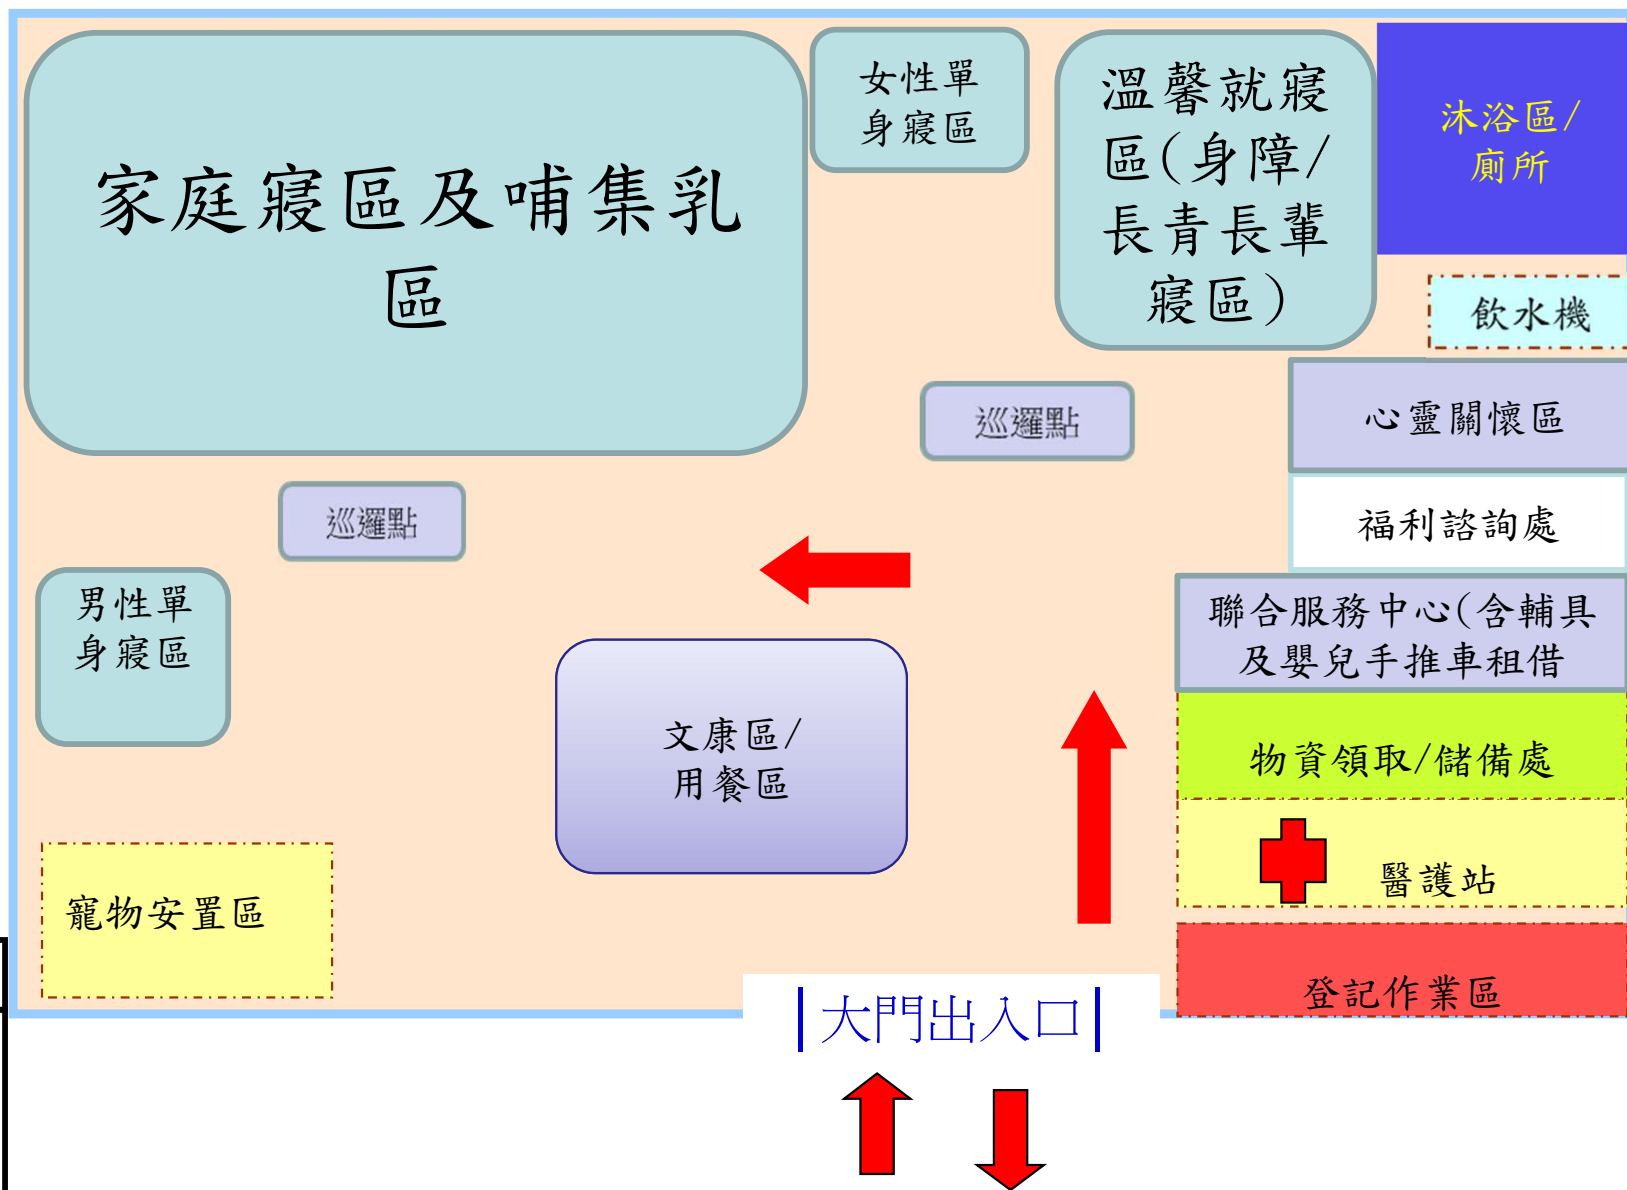 家庭寢區及哺集乳
區
女性單
身寢區
溫馨就寢
區(身障/
長青長輩
寢區)
沐浴區/
廁所
飲水機
巡邏點
心靈關懷區
巡邏點
福利諮詢處
男性單
身寢區
聯合服務中心(含輔具
及嬰兒手推車租借
文康區/
用餐區
物資領取/儲備處
醫護站
寵物安置區
登記作業區
大門出入口